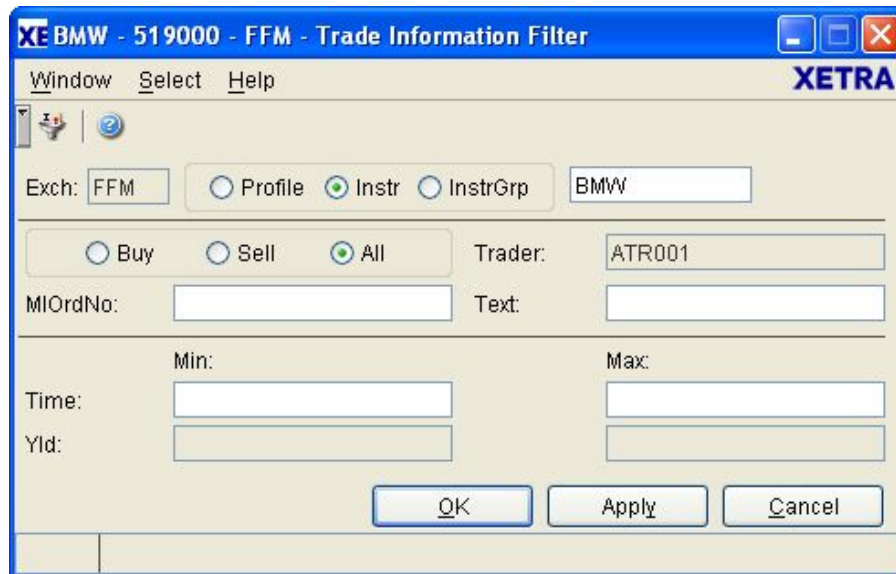 XE BMW - 519000 - FFM - Trade Information Filter
Window Select Help XETRA
Exch: FFM Profile Instr InstrGrp BMW
Buy Sell All Trader: ATR001
MIOrdNo: Text:
Min: Max:
Time:
Yld:
OK Apply Cancel